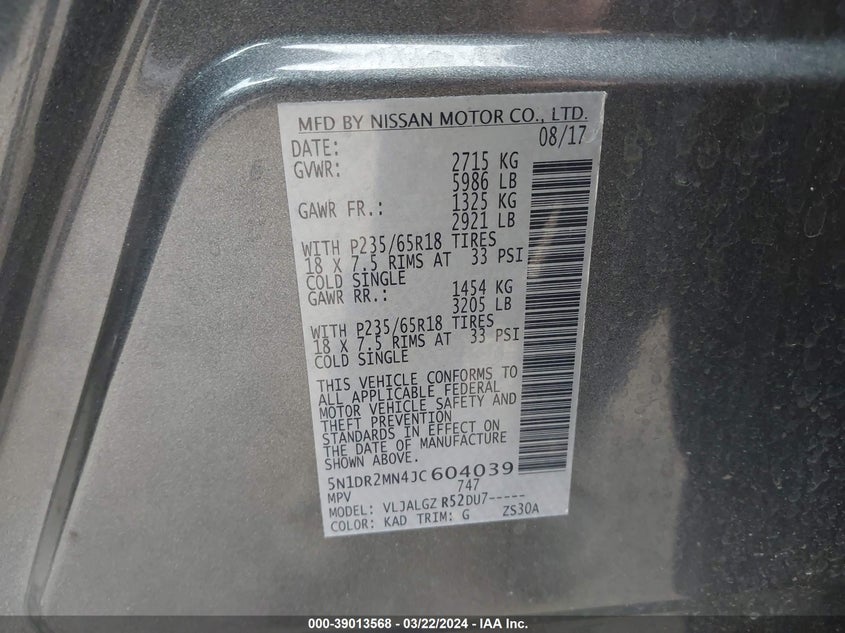 MFD BY NISSAN MOTOR CO., LTD.
DATE: 08/17
GVWR: 2715 KG
5986 LB
GAWR FR.: 1325 KG
2921 LB
WITH P235/65R18 TIRES
18 X 7.5 RIMS AT 33 PSI
COLD SINGLE
GAWR RR.: 1454 KG
3205 LB
WITH P235/65R18 TIRES
18 X 7.5 RIMS AT 33 PSI
COLD SINGLE
THIS VEHICLE CONFORMS TO
ALL APPLICABLE FEDERAL
MOTOR VEHICLE SAFETY AND
THEFT PREVENTION
STANDARDS IN EFFECT ON
THE DATE OF MANUFACTURE
SHOWN ABOVE.
5N1DR2MN4JC604039
MPV 747
MODEL: VLJALGZ R52DU7-----
COLOR: KAD TRIM: G ZS30A
000-39013568 - 03/22/2024 - IAA Inc.